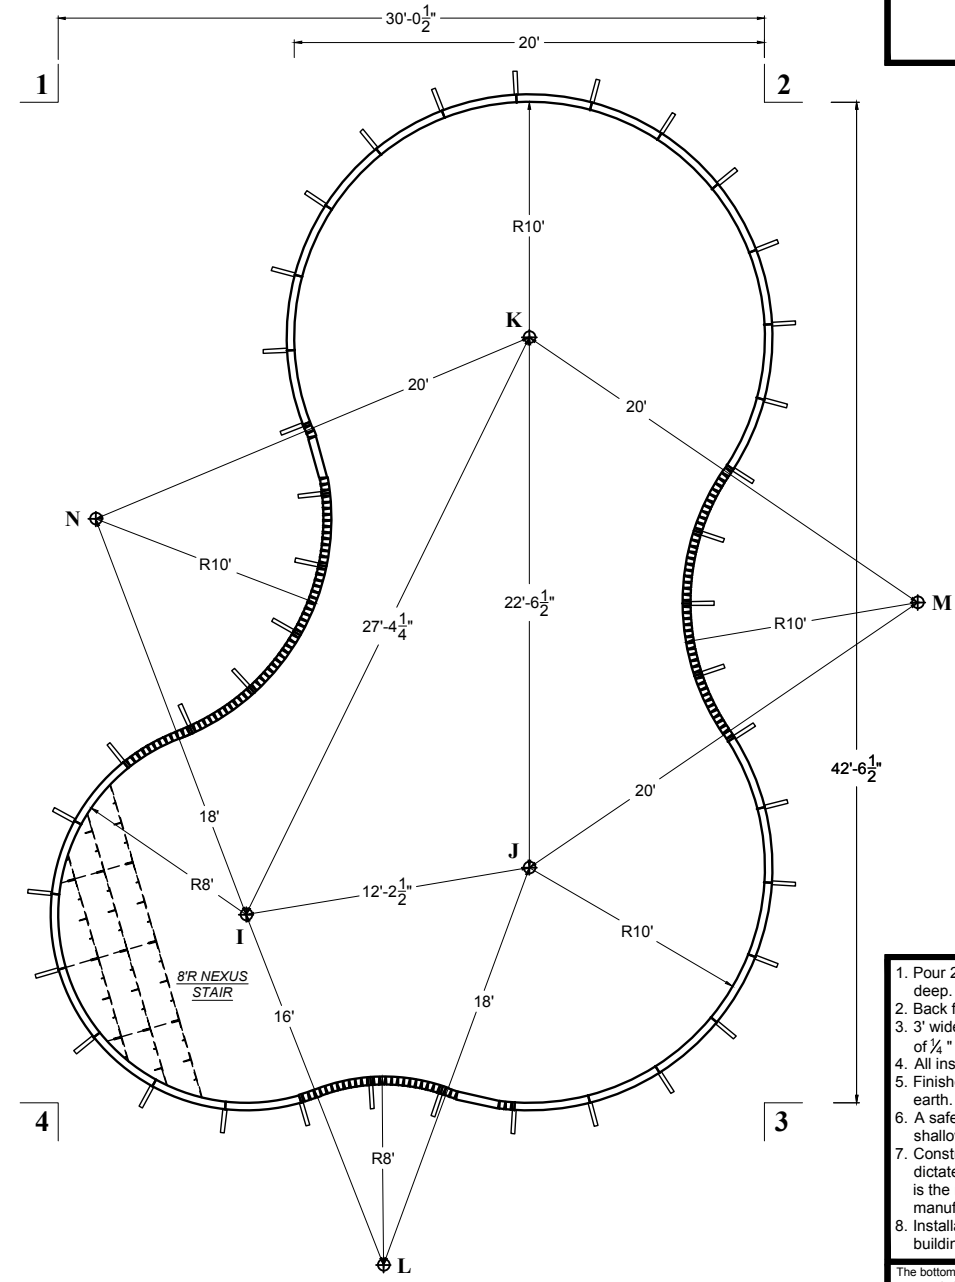 30'-0½"
20'
1
2
R10'
K
20'
20'
N
R10'
27'-4¼"
22'-6½"
M
R10'
42'-6½"
18'
20'
J
R8'
12'-2½"
I
R10'
8'R NEXUS
STAIR
16'
18'
4
3
R8'
L
1. Pour 2
deep.
2. Back f
3. 3' wide
of ¼ "
4. All ins
5. Finishe
earth.
6. A safe
shallo
7. Const
dictate
is the
manuf
8. Installa
buildin
The bottom